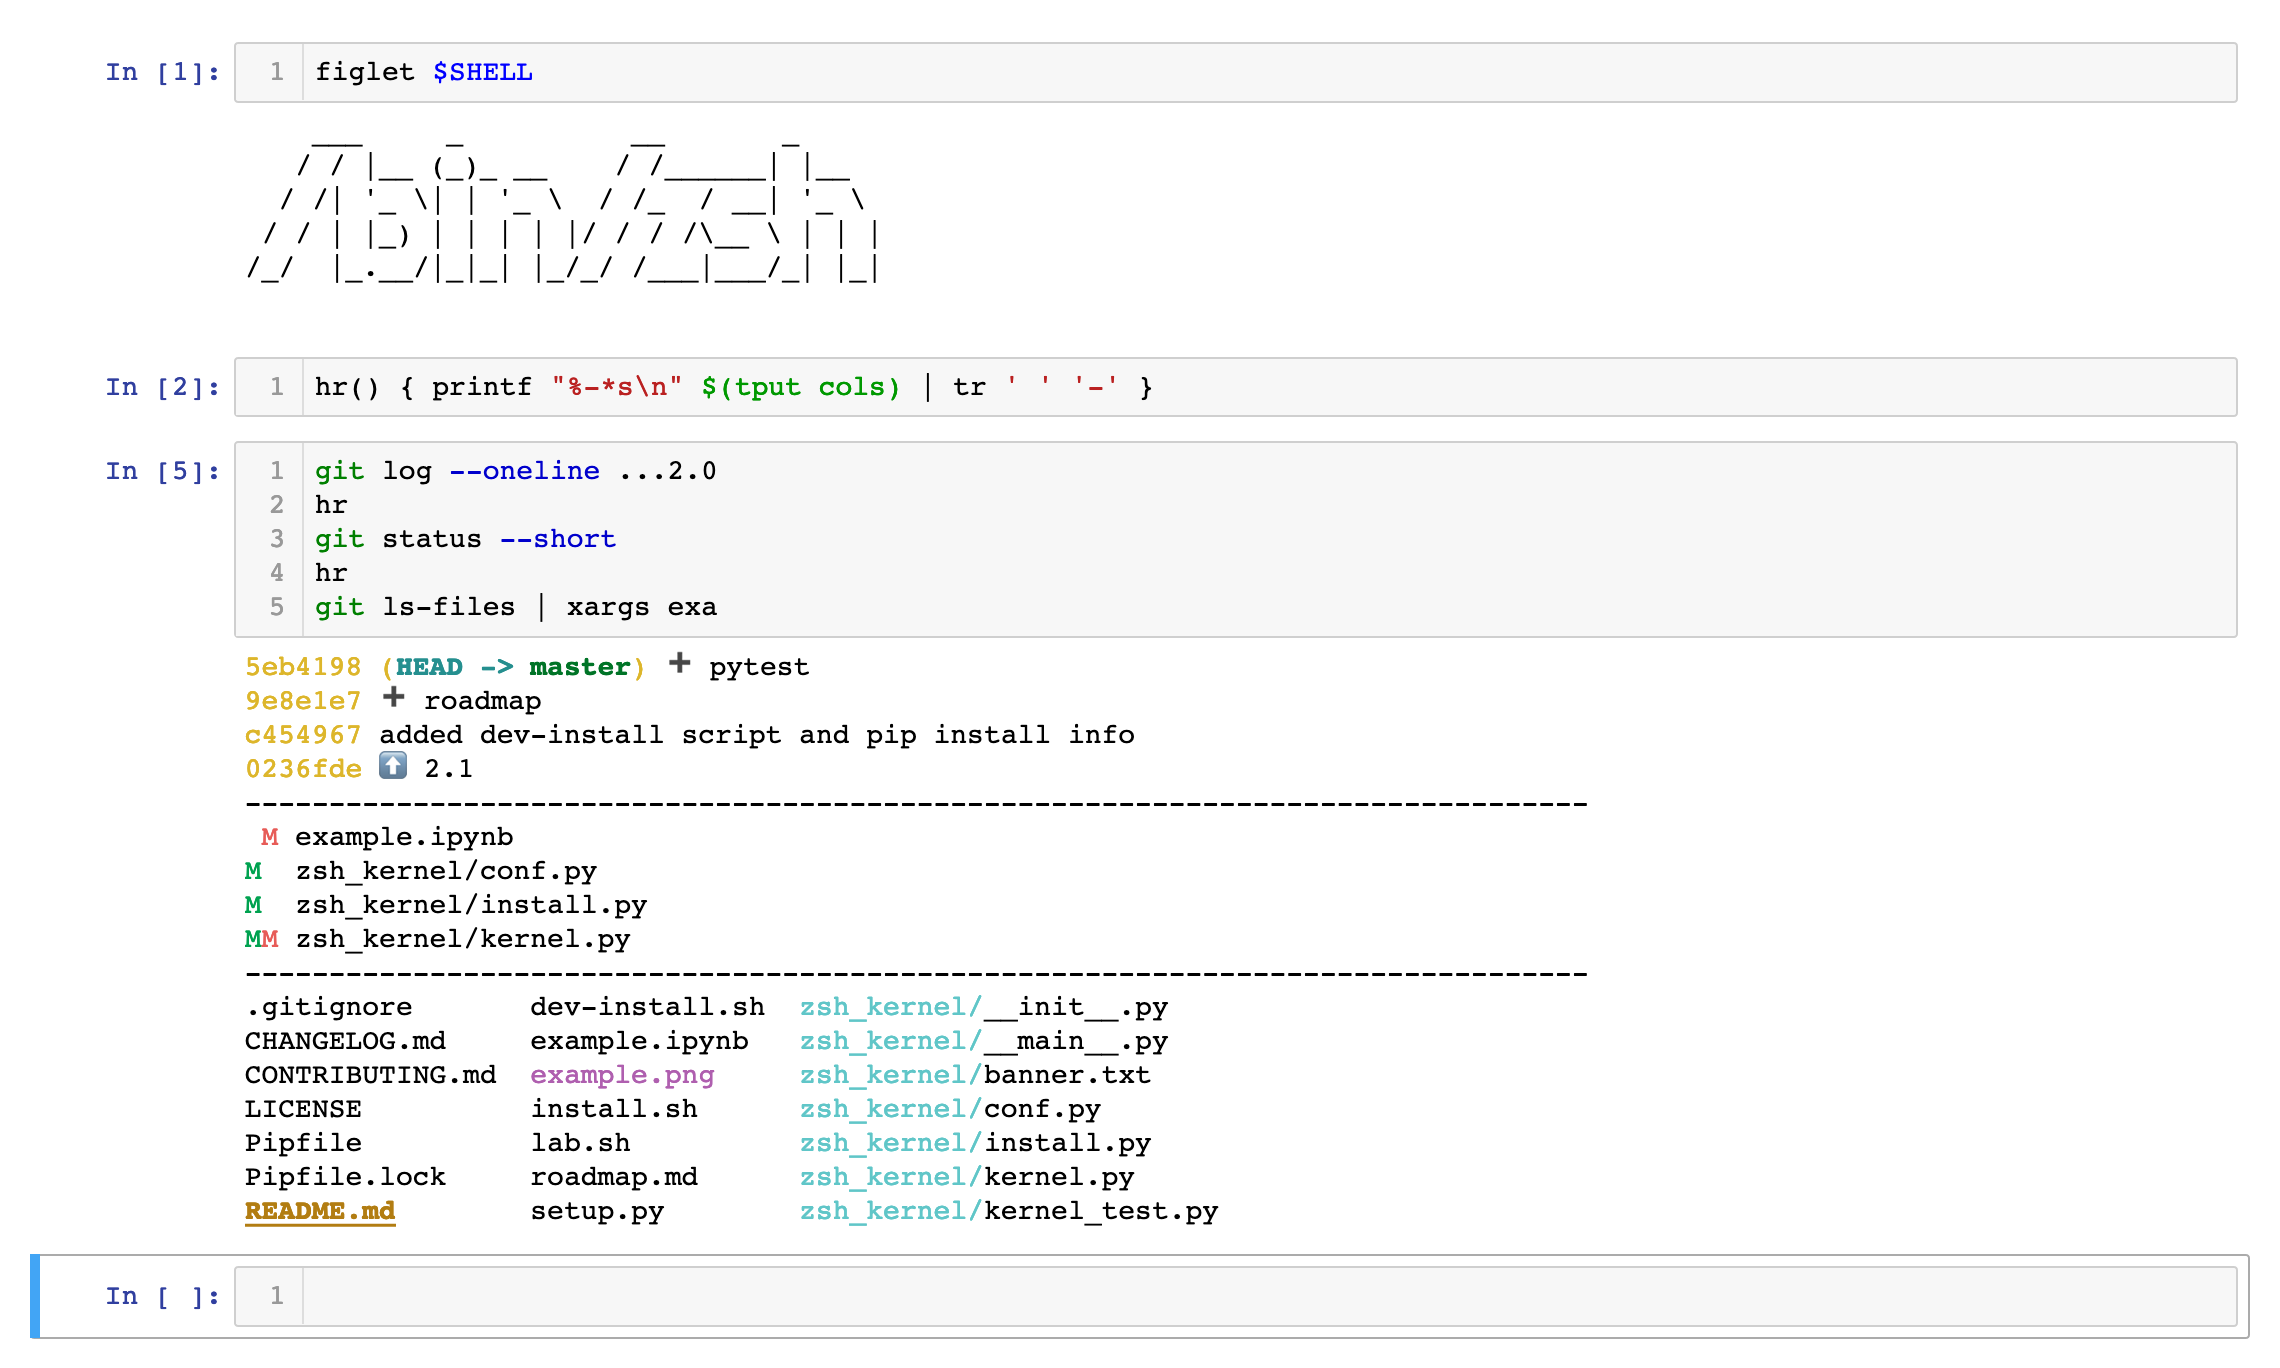 In [1]: 1 figlet $SHELL
    ___     _          __       _
   / / |__ (_)_ __    / /______| |__
  / /| '_ \| | '_ \  / /_  / __| '_ \
 / / | |_) | | | | |/ / / /\__ \ | | |
/_/  |_.__/|_|_| |_/_/ /___|___/_| |_|
In [2]: 1 hr() { printf "%-*s\n" $(tput cols) | tr ' ' '-' }
In [5]: 1 git log --oneline ...2.0
2 hr
3 git status --short
4 hr
5 git ls-files | xargs exa
5eb4198 (HEAD -> master) ➕ pytest
9e8e1e7 ➕ roadmap
c454967 added dev-install script and pip install info
0236fde ⬆️ 2.1
--------------------------------------------------------------------------------
 M example.ipynb
M  zsh_kernel/conf.py
M  zsh_kernel/install.py
MM zsh_kernel/kernel.py
--------------------------------------------------------------------------------
.gitignore       dev-install.sh  zsh_kernel/__init__.py
CHANGELOG.md     example.ipynb   zsh_kernel/__main__.py
CONTRIBUTING.md  example.png     zsh_kernel/banner.txt
LICENSE          install.sh      zsh_kernel/conf.py
Pipfile          lab.sh          zsh_kernel/install.py
Pipfile.lock     roadmap.md      zsh_kernel/kernel.py
README.md        setup.py        zsh_kernel/kernel_test.py
In [ ]: 1